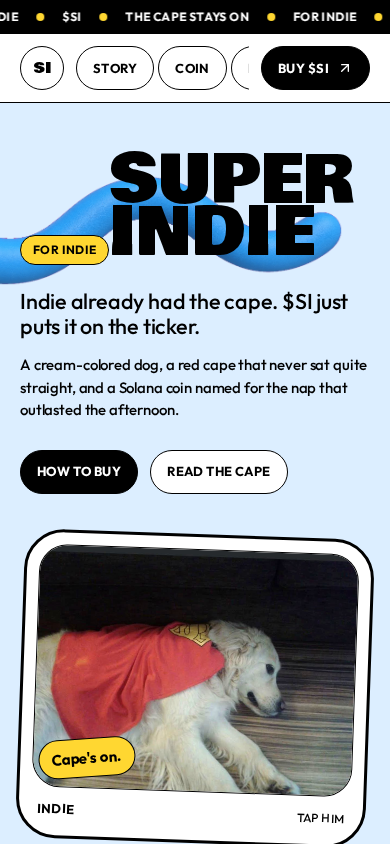 DIE $SI THE CAPE STAYS ON FOR INDIE
SI STORY COIN BUY $SI
SUPER
INDIE
FOR INDIE
Indie already had the cape. $SI just
puts it on the ticker.
A cream-colored dog, a red cape that never sat quite
straight, and a Solana coin named for the nap that
outlasted the afternoon.
HOW TO BUY READ THE CAPE
Cape's on.
INDIE TAP HIM